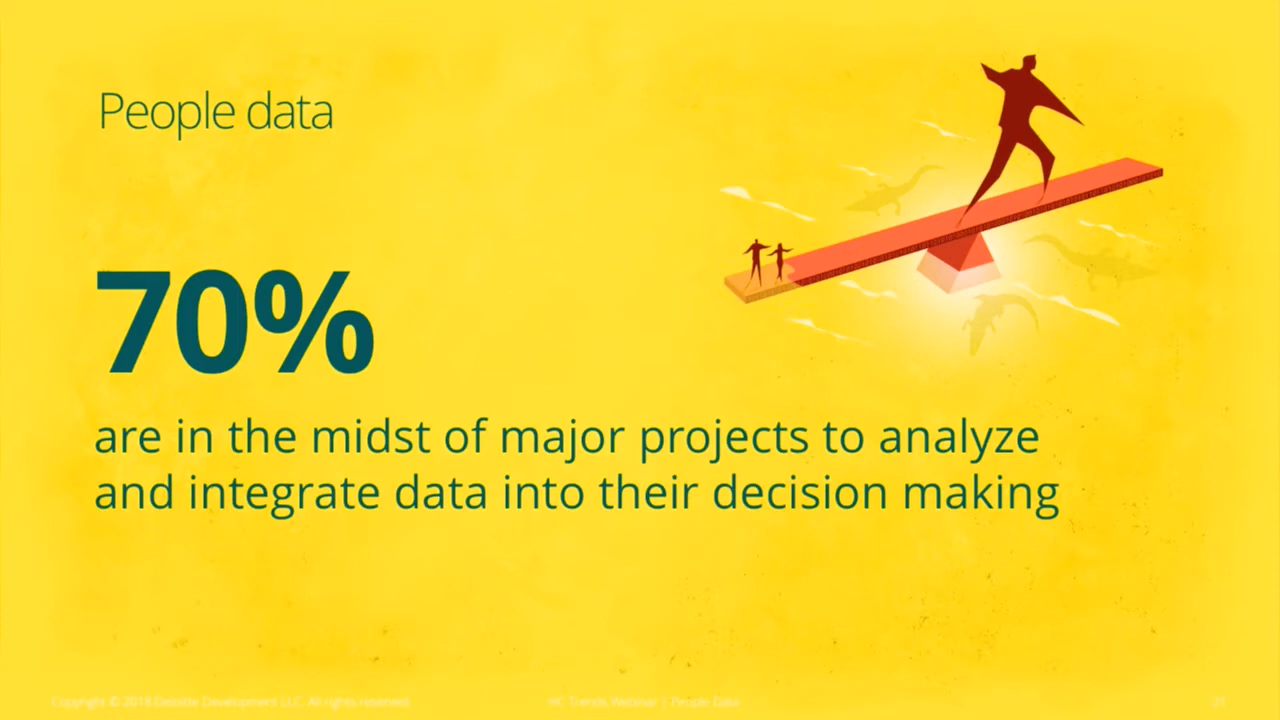 People data
70%
are in the midst of major projects to analyze
and integrate data into their decision making
Copyright © 2018 Deloitte Development LLC. All rights reserved.
HC Trends Webinar | People Data